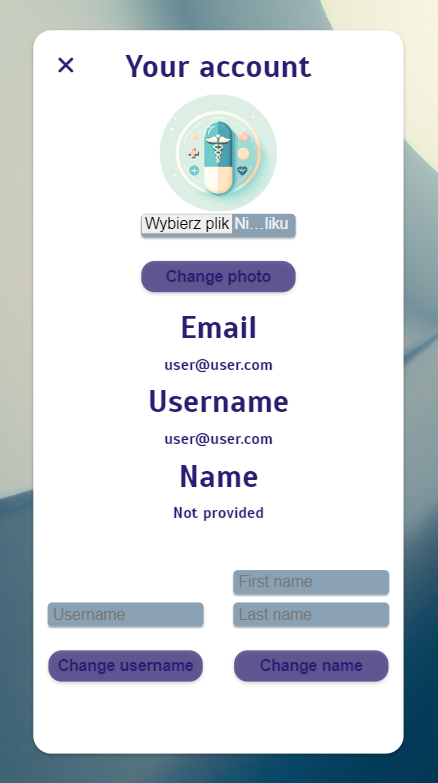 ✕ Your account
Wybierz plik Ni...liku
Change photo
Email
user@user.com
Username
user@user.com
Name
Not provided
First name
Username Last name
Change username Change name